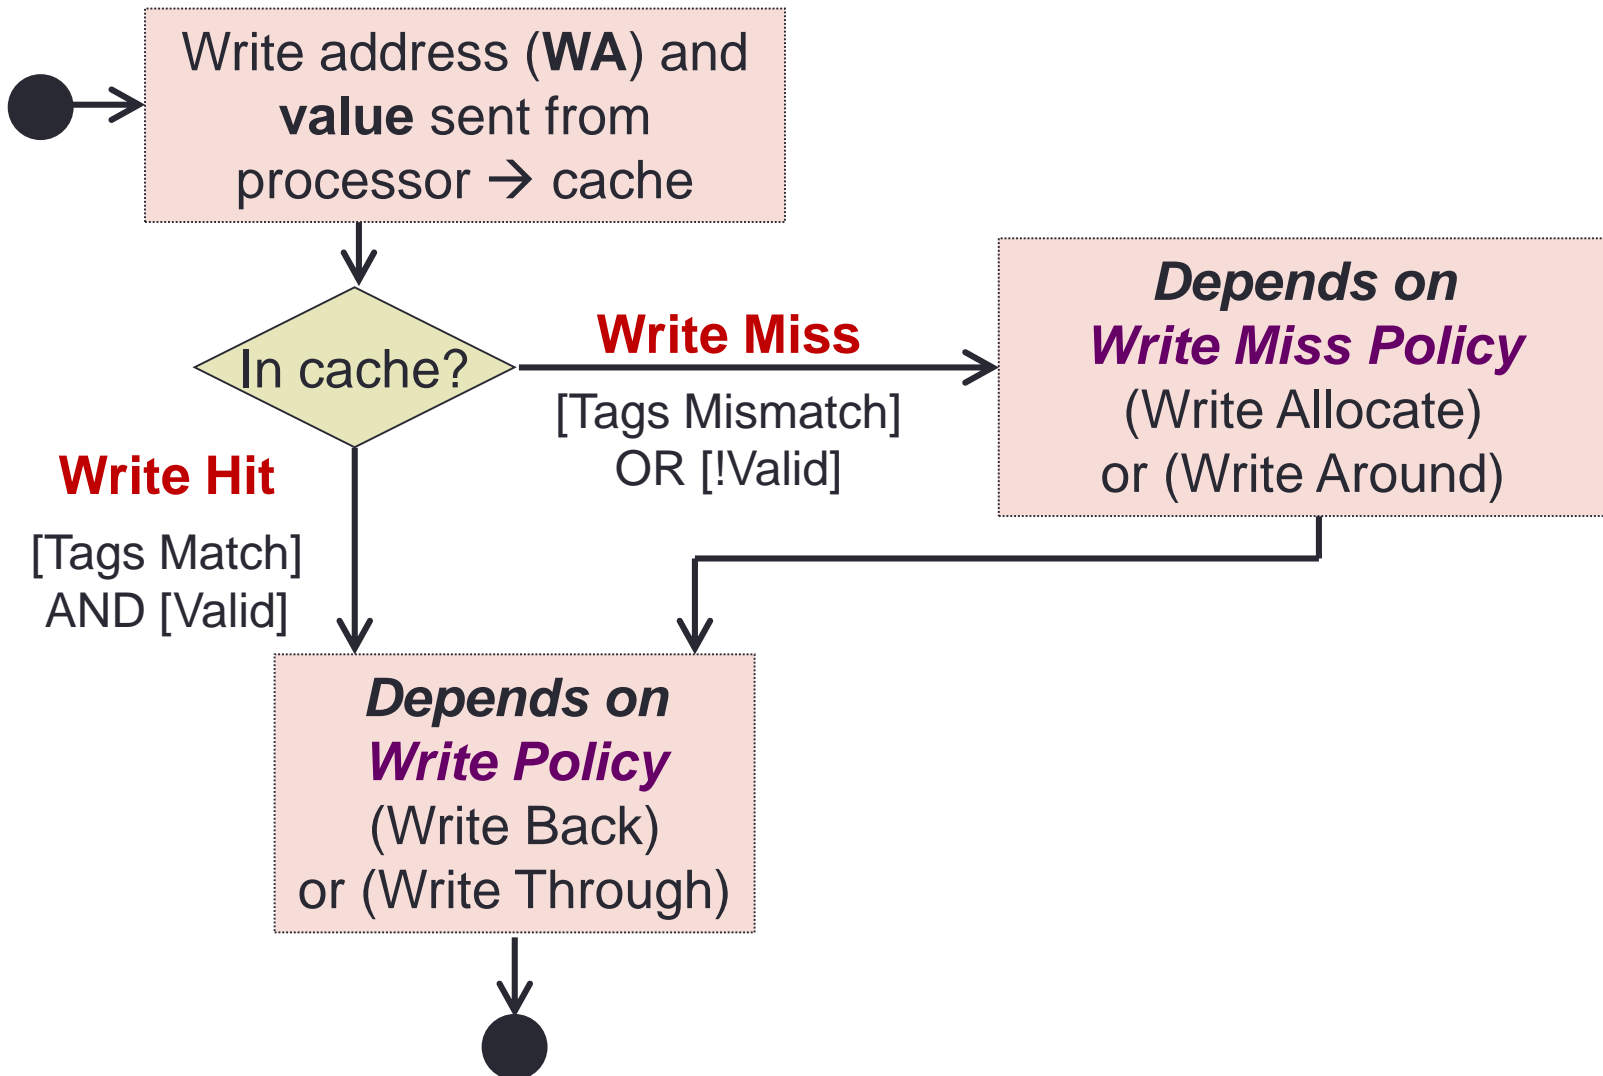 Write address (WA) and
value sent from
processor → cache
In cache?
Write Miss
[Tags Mismatch]
OR [!Valid]
Depends on
Write Miss Policy
(Write Allocate)
or (Write Around)
Write Hit
[Tags Match]
AND [Valid]
Depends on
Write Policy
(Write Back)
or (Write Through)